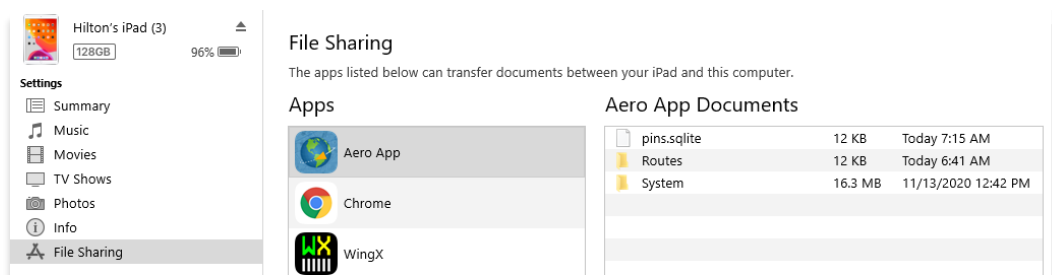 Hilton's iPad (3)
128GB
96%
Settings
Summary
Music
Movies
TV Shows
Photos
Info
File Sharing
File Sharing
The apps listed below can transfer documents between your iPad and this computer.
Apps
Aero App
Chrome
WX
WingX
Aero App Documents
pins.sqlite 12 KB Today 7:15 AM
Routes 12 KB Today 6:41 AM
System 16.3 MB 11/13/2020 12:42 PM